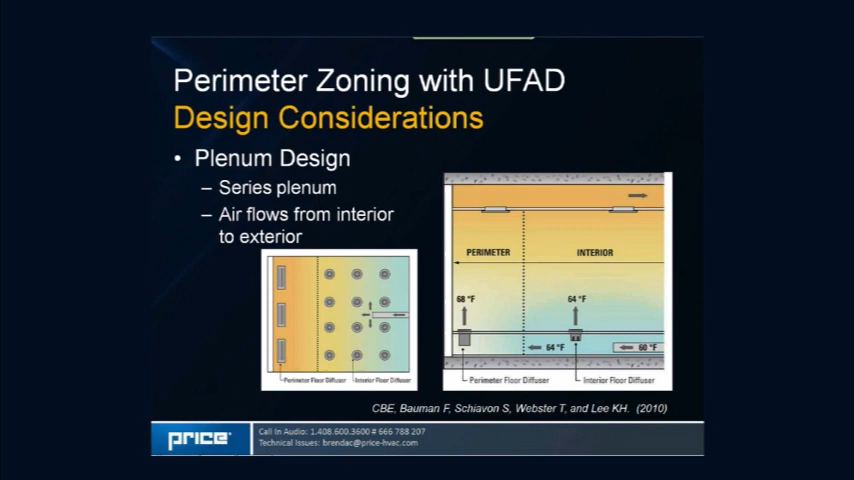 Perimeter Zoning with UFAD
Design Considerations
• Plenum Design
– Series plenum
– Air flows from interior
to exterior
PERIMETER
INTERIOR
68 °F
64 °F
64 °F
60 °F
Perimeter Floor Diffuser
Interior Floor Diffuser
Perimeter Floor Diffuser
Interior Floor Diffuser
CBE, Bauman F, Schiavon S, Webster T, and Lee KH. (2010)
price
Call In Audio: 1.408.600.3600 # 666 788 207
Technical Issues: brendac@price-hvac.com